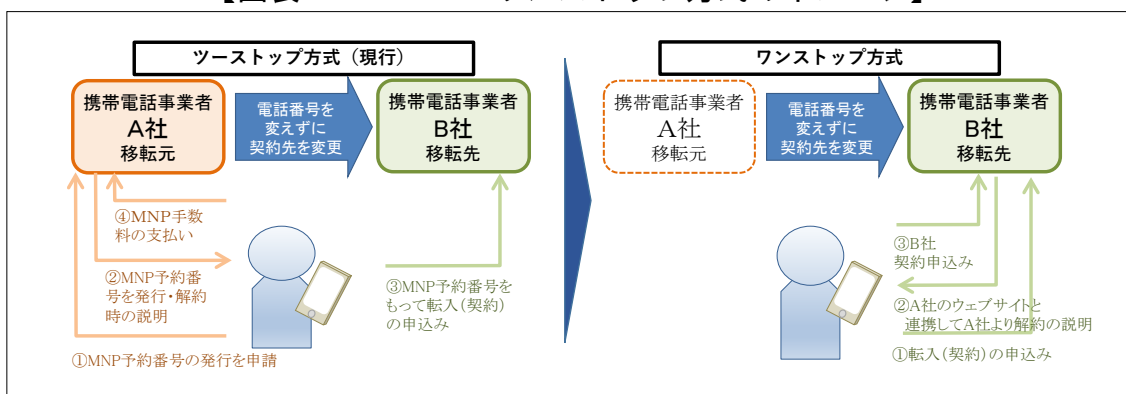 ツーストップ方式（現行）
携帯電話事業者
A社
移転元
電話番号を
変えずに
契約先を変更
携帯電話事業者
B社
移転先
④MNP手数
料の支払い
②MNP予約番
号を発行・解約
時の説明
③MNP予約番号を
もって転入（契約）
の申込み
①MNP予約番号の発行を申請
ワンストップ方式
携帯電話事業者
A社
移転元
電話番号を
変えずに
契約先を変更
携帯電話事業者
B社
移転先
③B社
契約申込み
②A社のウェブサイトと
連携してA社より解約の説明
①転入（契約）の申込み